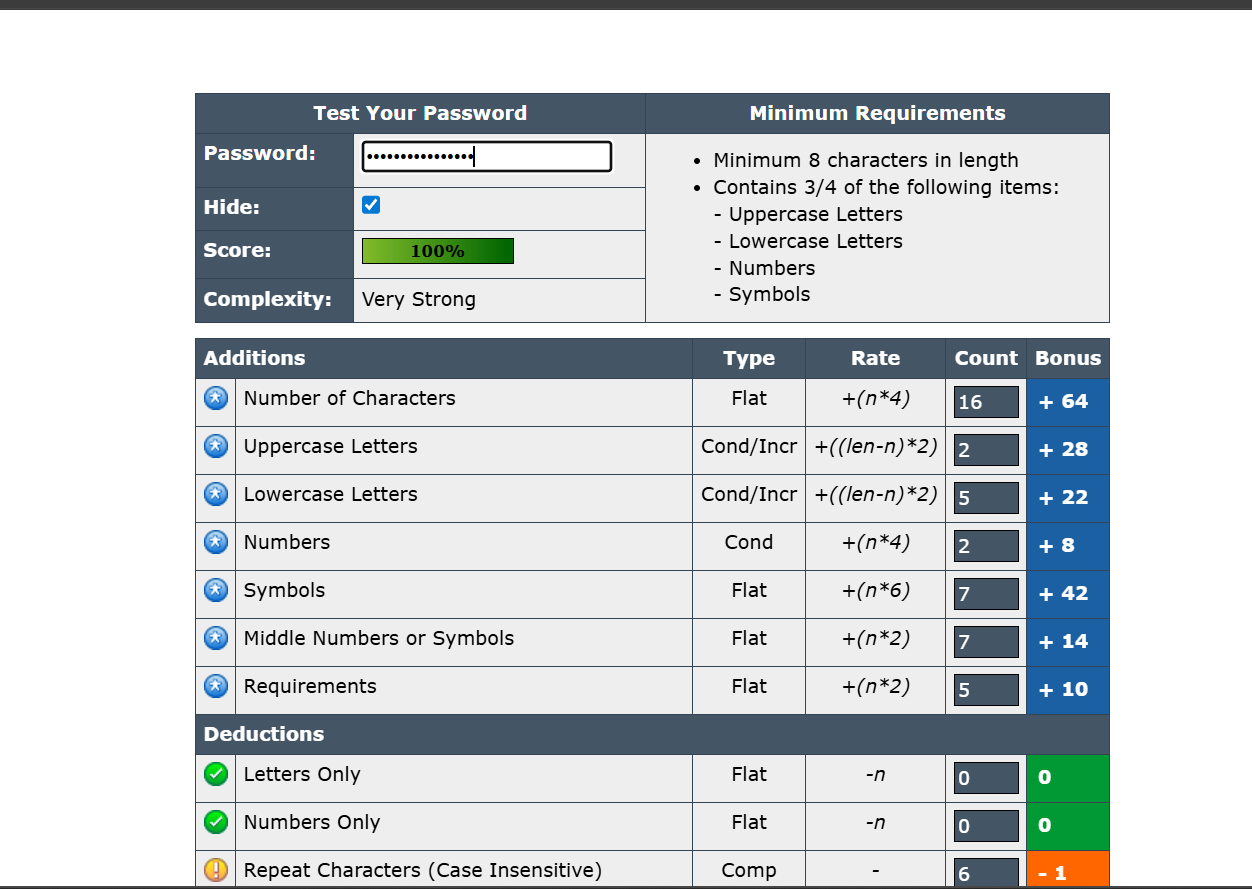 Test Your Password Minimum Requirements
Password: ••••••••••••••••
Hide:
Score: 100%
Complexity: Very Strong
• Minimum 8 characters in length
• Contains 3/4 of the following items:
- Uppercase Letters
- Lowercase Letters
- Numbers
- Symbols
Additions Type Rate Count Bonus
Number of Characters Flat +(n*4) 16 + 64
Uppercase Letters Cond/Incr +((len-n)*2) 2 + 28
Lowercase Letters Cond/Incr +((len-n)*2) 5 + 22
Numbers Cond +(n*4) 2 + 8
Symbols Flat +(n*6) 7 + 42
Middle Numbers or Symbols Flat +(n*2) 7 + 14
Requirements Flat +(n*2) 5 + 10
Deductions
Letters Only Flat -n 0 0
Numbers Only Flat -n 0 0
Repeat Characters (Case Insensitive) Comp - 6 - 1